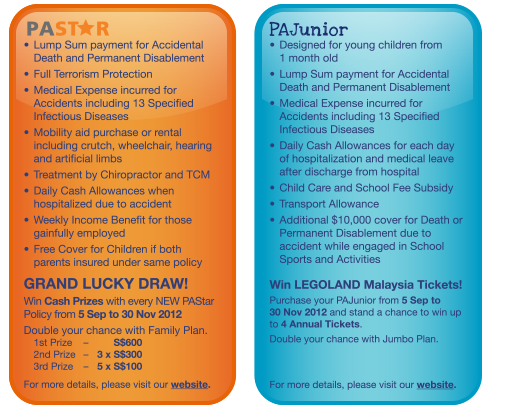 PASTAR
• Lump Sum payment for Accidental
Death and Permanent Disablement
• Full Terrorism Protection
• Medical Expense incurred for
Accidents including 13 Specified
Infectious Diseases
• Mobility aid purchase or rental
including crutch, wheelchair, hearing
and artificial limbs
• Treatment by Chiropractor and TCM
• Daily Cash Allowances when
hospitalized due to accident
• Weekly Income Benefit for those
gainfully employed
• Free Cover for Children if both
parents insured under same policy
GRAND LUCKY DRAW!
Win Cash Prizes with every NEW PAStar
Policy from 5 Sep to 30 Nov 2012
Double your chance with Family Plan.
1st Prize – S$600
2nd Prize – 3 x S$300
3rd Prize – 5 x S$100
For more details, please visit our website.
PAJunior
• Designed for young children from
1 month old
• Lump Sum payment for Accidental
Death and Permanent Disablement
• Medical Expense incurred for
Accidents including 13 Specified
Infectious Diseases
• Daily Cash Allowances for each day
of hospitalization and medical leave
after discharge from hospital
• Child Care and School Fee Subsidy
• Transport Allowance
• Additional $10,000 cover for Death or
Permanent Disablement due to
accident while engaged in School
Sports and Activities
Win LEGOLAND Malaysia Tickets!
Purchase your PAJunior from 5 Sep to
30 Nov 2012 and stand a chance to win up
to 4 Annual Tickets.
Double your chance with Jumbo Plan.
For more details, please visit our website.